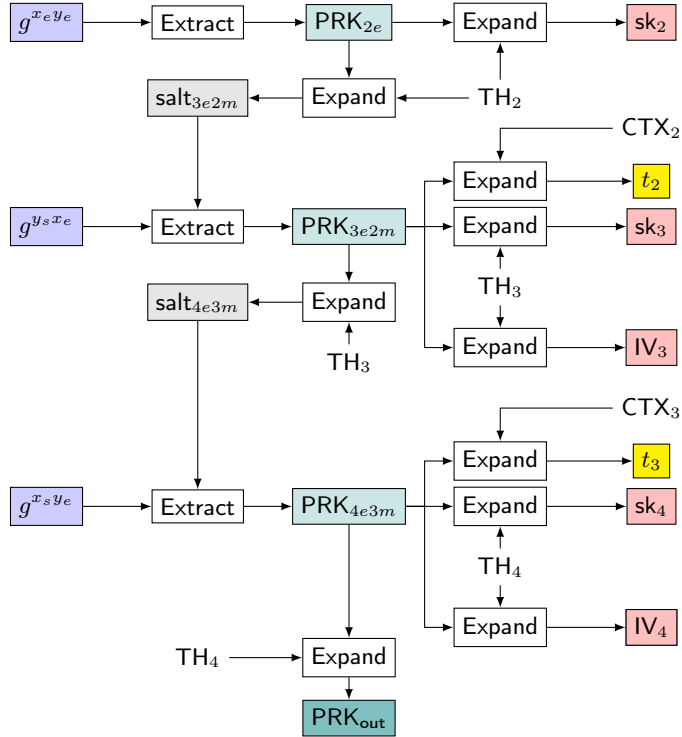 g^{x_e y_e} Extract PRK_{2e} Expand sk_2
salt_{3e2m} Expand TH_2
CTX_2
Expand t_2
g^{y_s x_e} Extract PRK_{3e2m} Expand sk_3
salt_{4e3m} Expand TH_3
TH_3 Expand IV_3
CTX_3
Expand t_3
g^{x_s y_e} Extract PRK_{4e3m} Expand sk_4
TH_4
Expand IV_4
TH_4 Expand
PRK_{out}